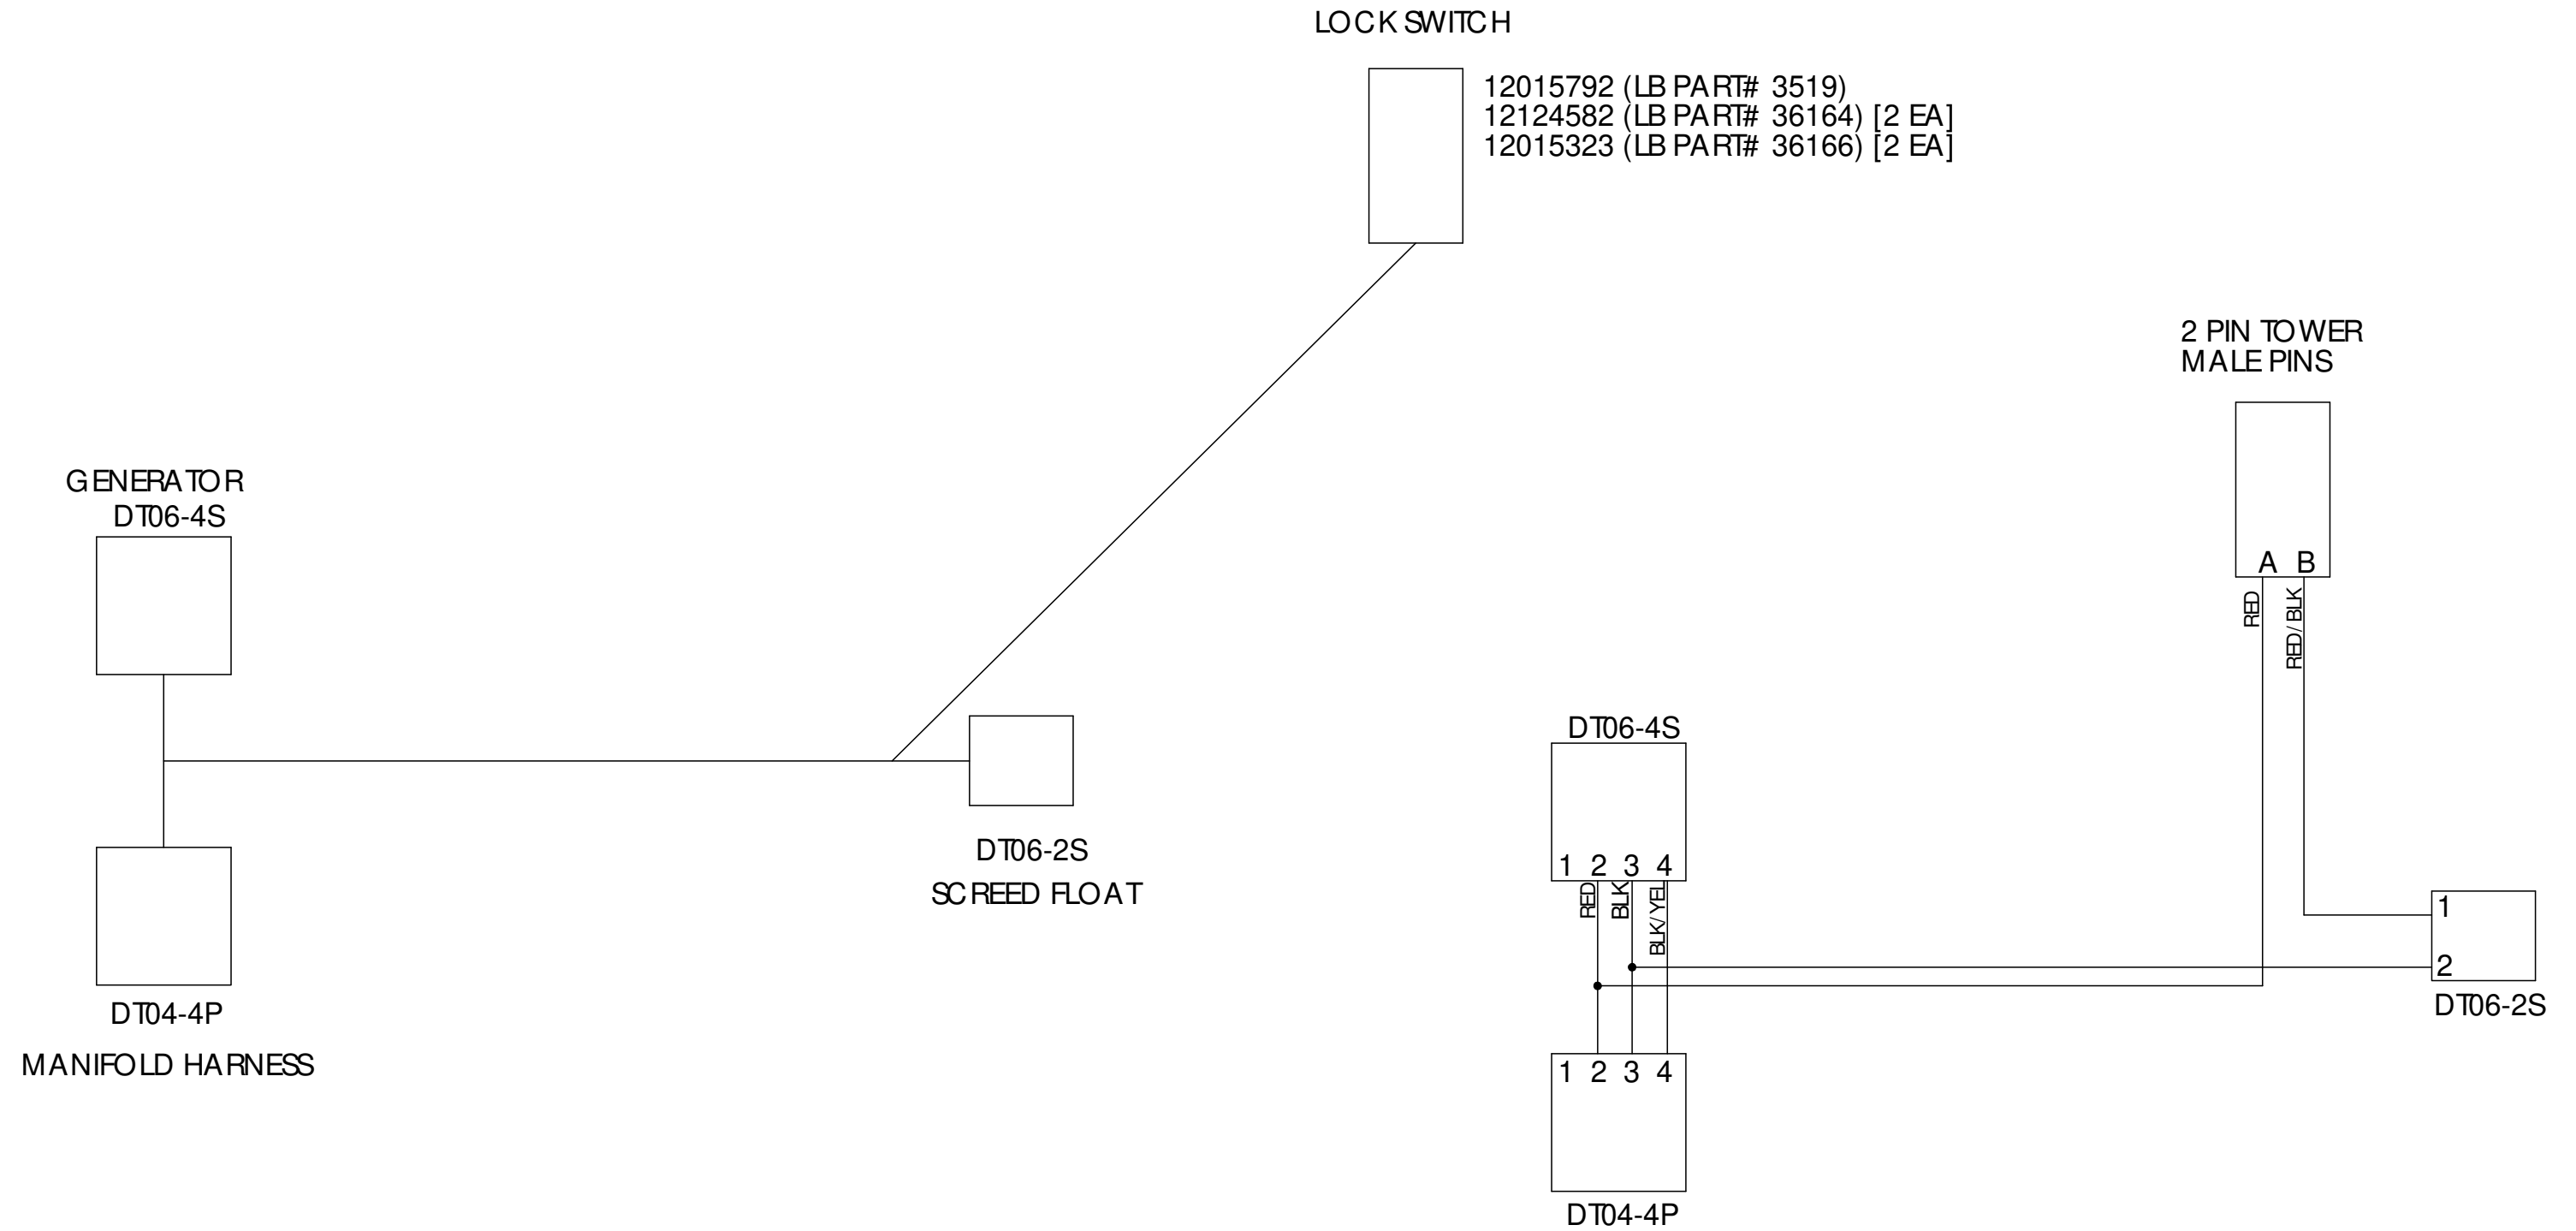 LOCK SWITCH
12015792 (LB PART# 3519)
12124582 (LB PART# 36164) [2 EA]
12015323 (LB PART# 36166) [2 EA]
2 PIN TOWER
MALE PINS
A B
RED
RED/BLK
GENERATOR
DT06-4S
DT04-4P
MANIFOLD HARNESS
DT06-2S
SCREED FLOAT
DT06-4S
1 2 3 4
RED
BLK
BLK/YEL
1 2 3 4
DT04-4P
1
2
DT06-2S